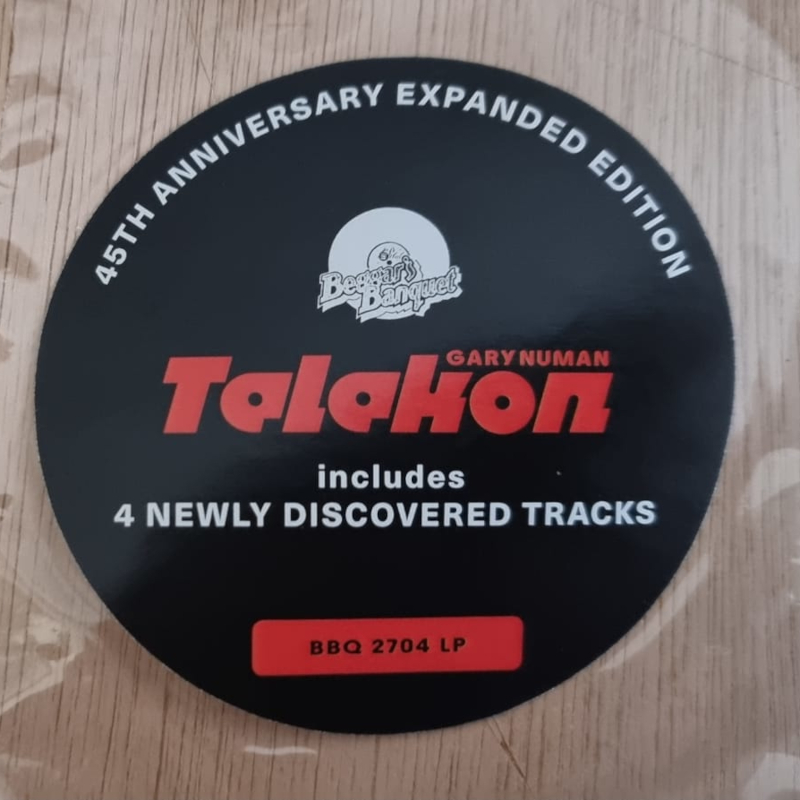 45TH ANNIVERSARY EXPANDED EDITION
Beggars
Banquet
GARY NUMAN
Telekon
includes
4 NEWLY DISCOVERED TRACKS
BBQ 2704 LP